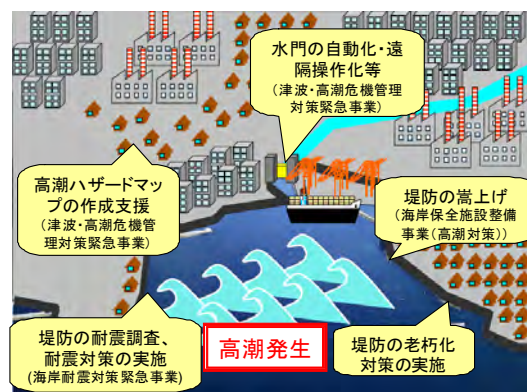 水門の自動化・遠
隔操作化等
（津波・高潮危機管理
対策緊急事業）
高潮ハザードマッ
プの作成支援
（津波・高潮危機管
理対策緊急事業）
堤防の嵩上げ
（海岸保全施設整備
事業（高潮対策））
堤防の耐震調査、
耐震対策の実施
(海岸耐震対策緊急事業)
高潮発生
堤防の老朽化
対策の実施